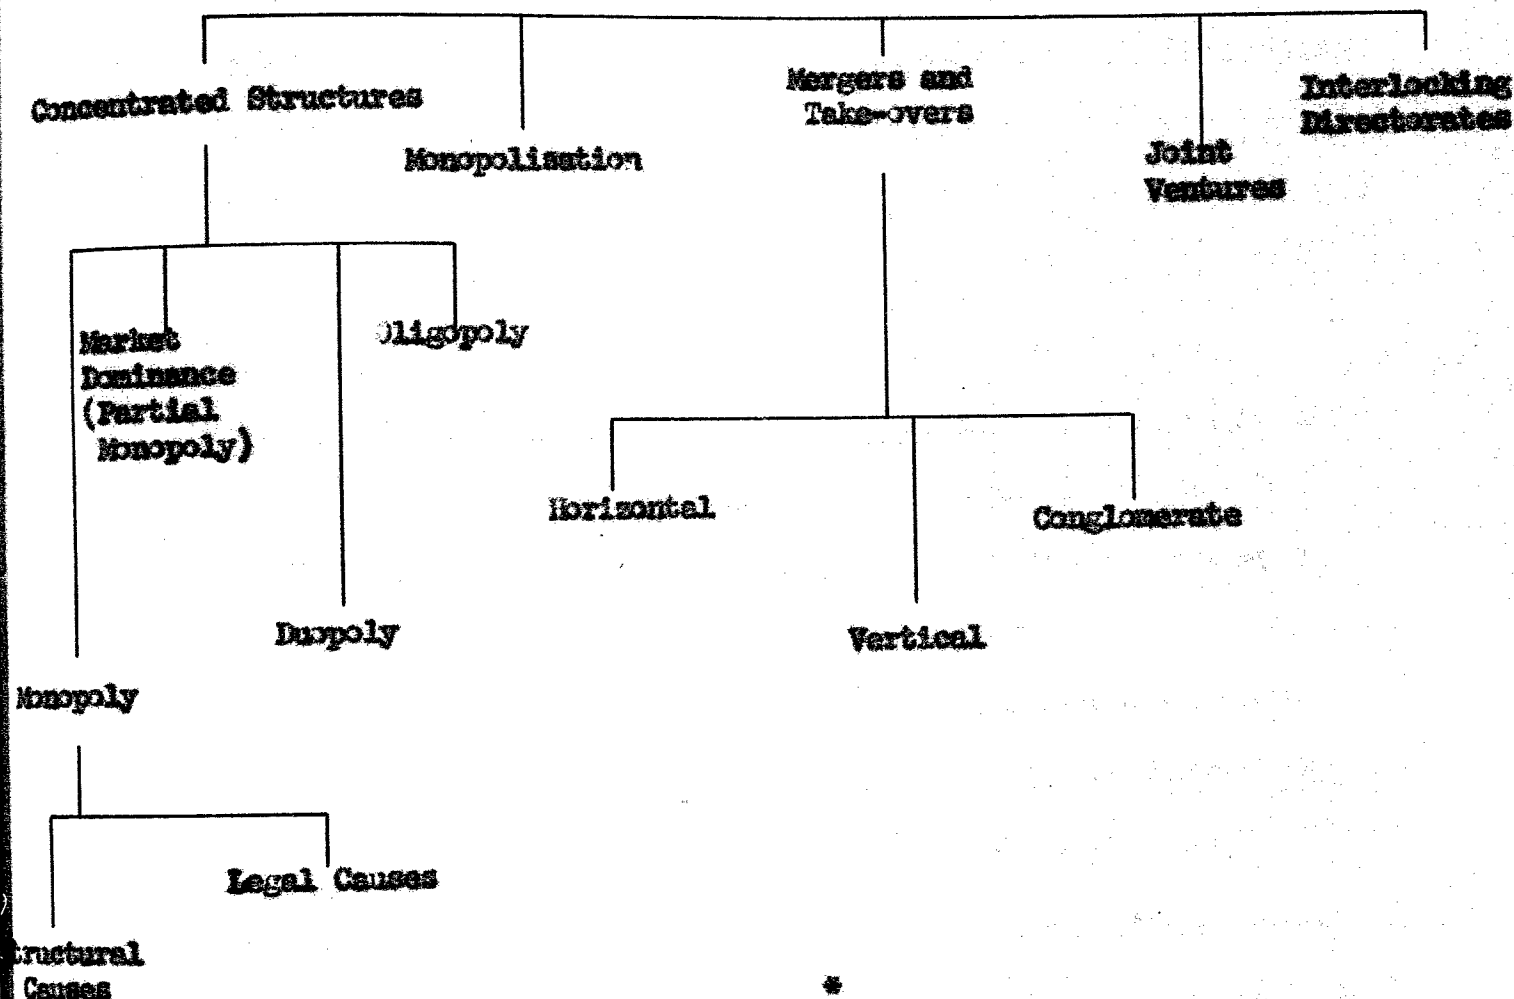 Concentrated Structures
Monopolisation
Mergers and
Take-overs
Joint
Ventures
Interlocking
Directorates
Market
Dominance
(Partial
Monopoly)
Oligopoly
Horizontal
Conglomerate
Duopoly
Vertical
Monopoly
Legal Causes
tructural
Causes
*